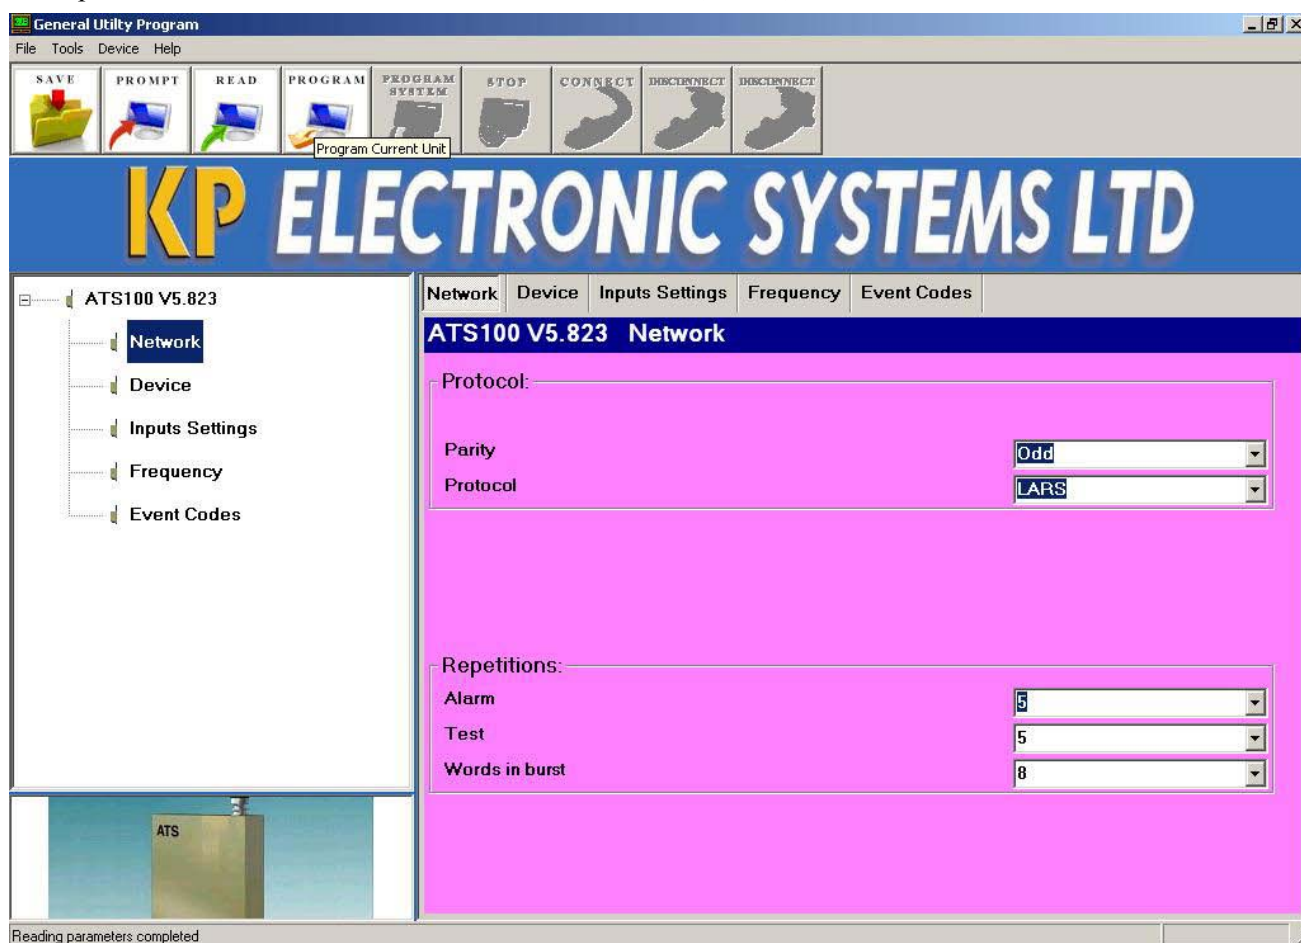 General Utilty Program
File Tools Device Help
SAVE PROMPT READ PROGRAM PROGRAM SYSTEM STOP CONNECT DISCTNNECT DISCTNNECT
Program Current Unit
KP ELECTRONIC SYSTEMS LTD
ATS100 V5.823
Network
Device
Inputs Settings
Frequency
Event Codes
Network Device Inputs Settings Frequency Event Codes
ATS100 V5.823 Network
Protocol:
Parity Odd
Protocol LARS
Repetitions:
Alarm 5
Test 5
Words in burst 8
ATS
Reading parameters completed